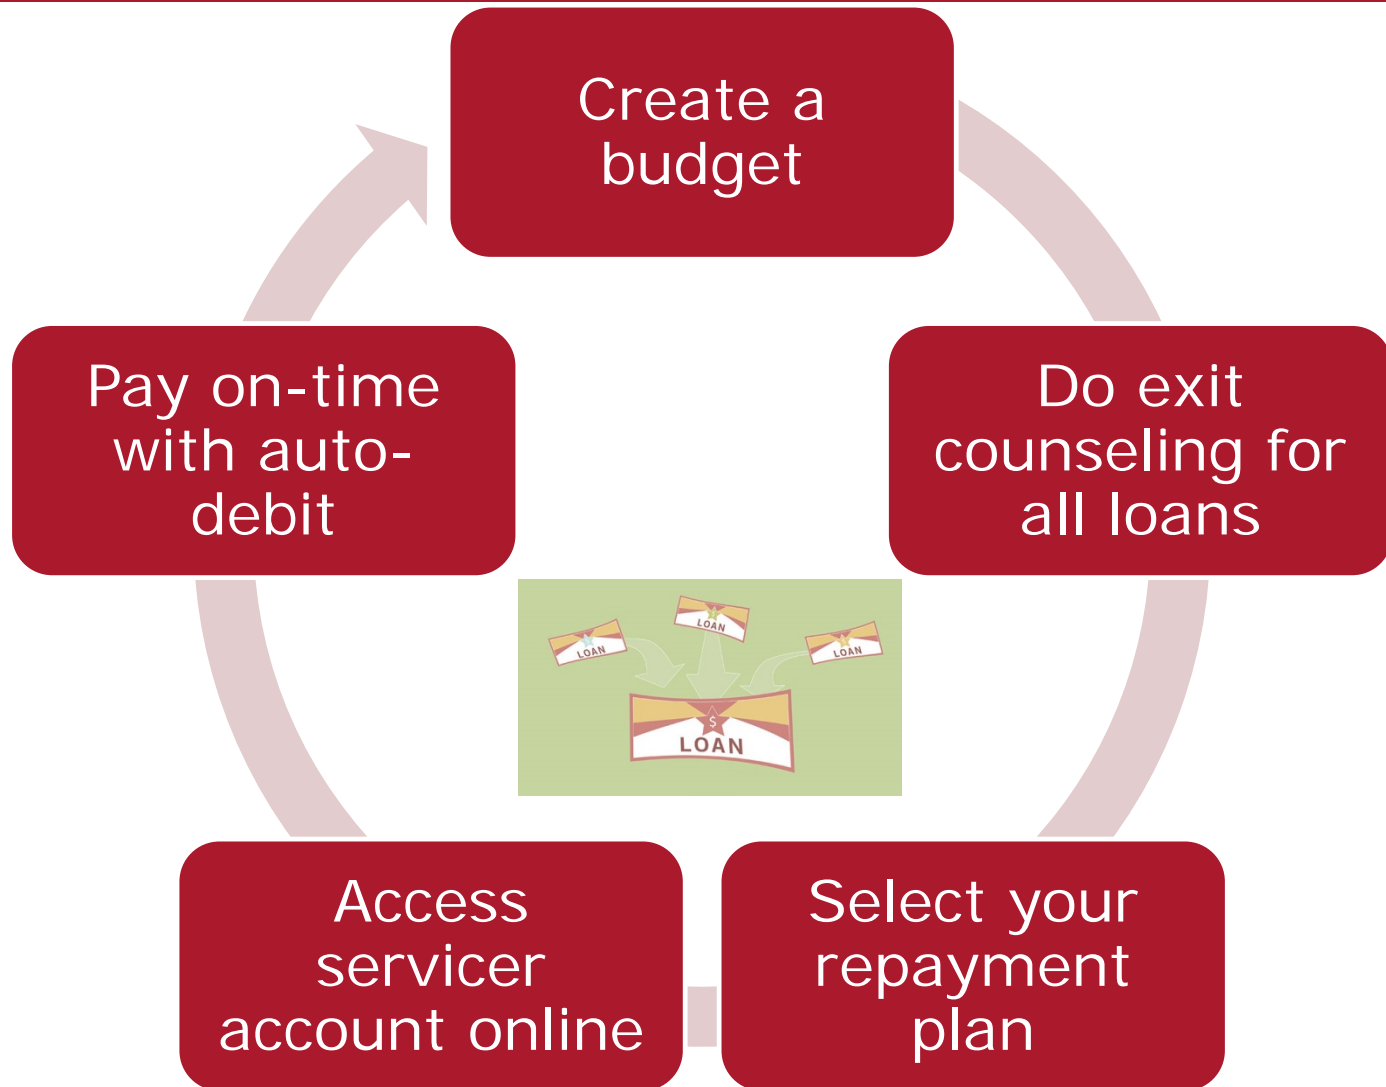 Create a
budget
Do exit
counseling for
all loans
Select your
repayment
plan
Access
servicer
account online
Pay on-time
with auto-
debit
LOAN
LOAN
LOAN
$
LOAN